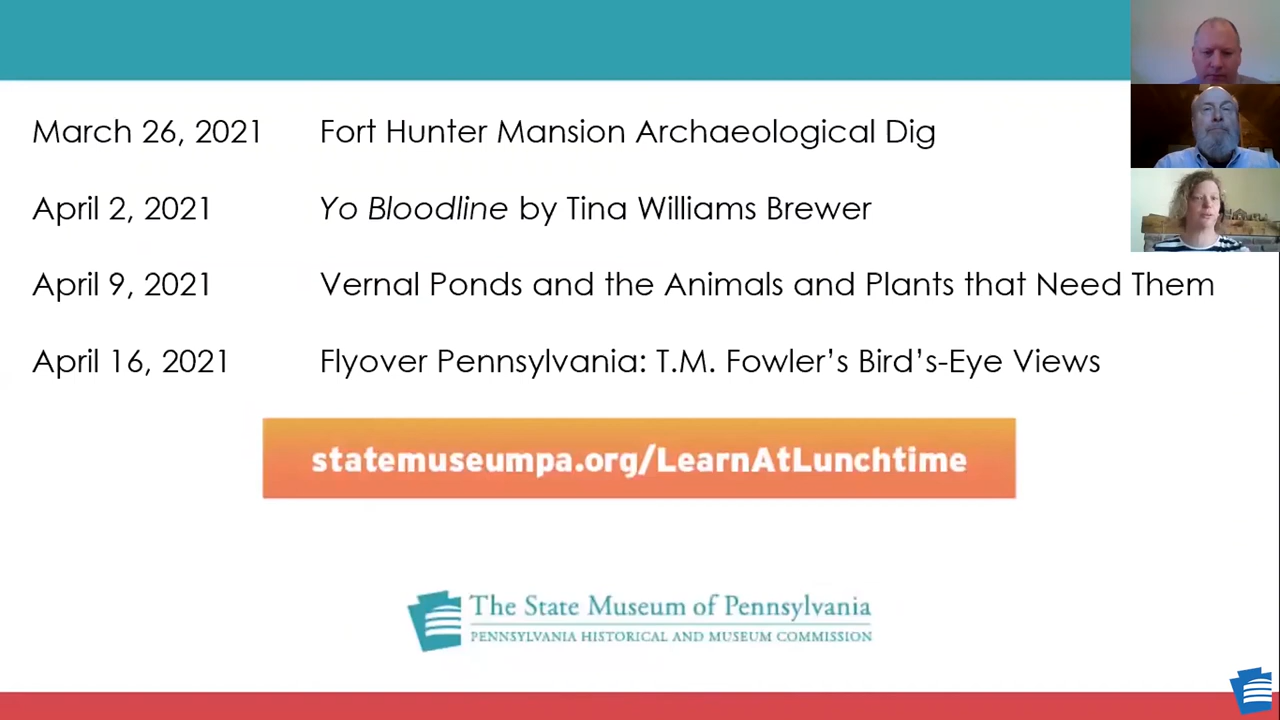 March 26, 2021 Fort Hunter Mansion Archaeological Dig
April 2, 2021 Yo Bloodline by Tina Williams Brewer
April 9, 2021 Vernal Ponds and the Animals and Plants that Need Them
April 16, 2021 Flyover Pennsylvania: T.M. Fowler’s Bird’s-Eye Views
statemuseumpa.org/LearnAtLunchtime
The State Museum of Pennsylvania
PENNSYLVANIA HISTORICAL AND MUSEUM COMMISSION